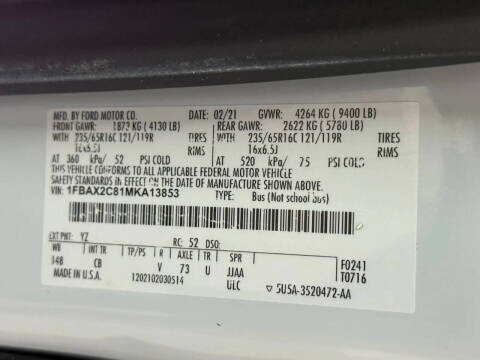 MFD. BY FORD MOTOR CO. 02/21 GVWR: 4264 KG (9400 LB)
FRONT GAWR: 1873 KG (4130 LB) REAR GAWR: 2622 KG (5780 LB)
WITH 235/65R16C 121/119R TIRES WITH 235/65R16C 121/119R TIRES
16x6.5J RIMS 16x6.5J RIMS
AT 360 kPa/ 52 PSI COLD AT 520 kPa/ 75 PSI COLD
THIS VEHICLE CONFORMS TO ALL APPLICABLE FEDERAL MOTOR VEHICLE
SAFETY STANDARDS IN EFFECT ON THE DATE OF MANUFACTURE SHOWN ABOVE.
VIN: 1FBAX2C81MKA13853 TYPE: Bus (Not school bus)
EXT PNT: YZ RC: 52 DSO:
WB INT TR TP/PS R AXLE TR SPR F0241
148 CB V 73 U JJAA T0716
MADE IN U.S.A. 1202102030514 ULC ▽ 5U5A-3520472-AA